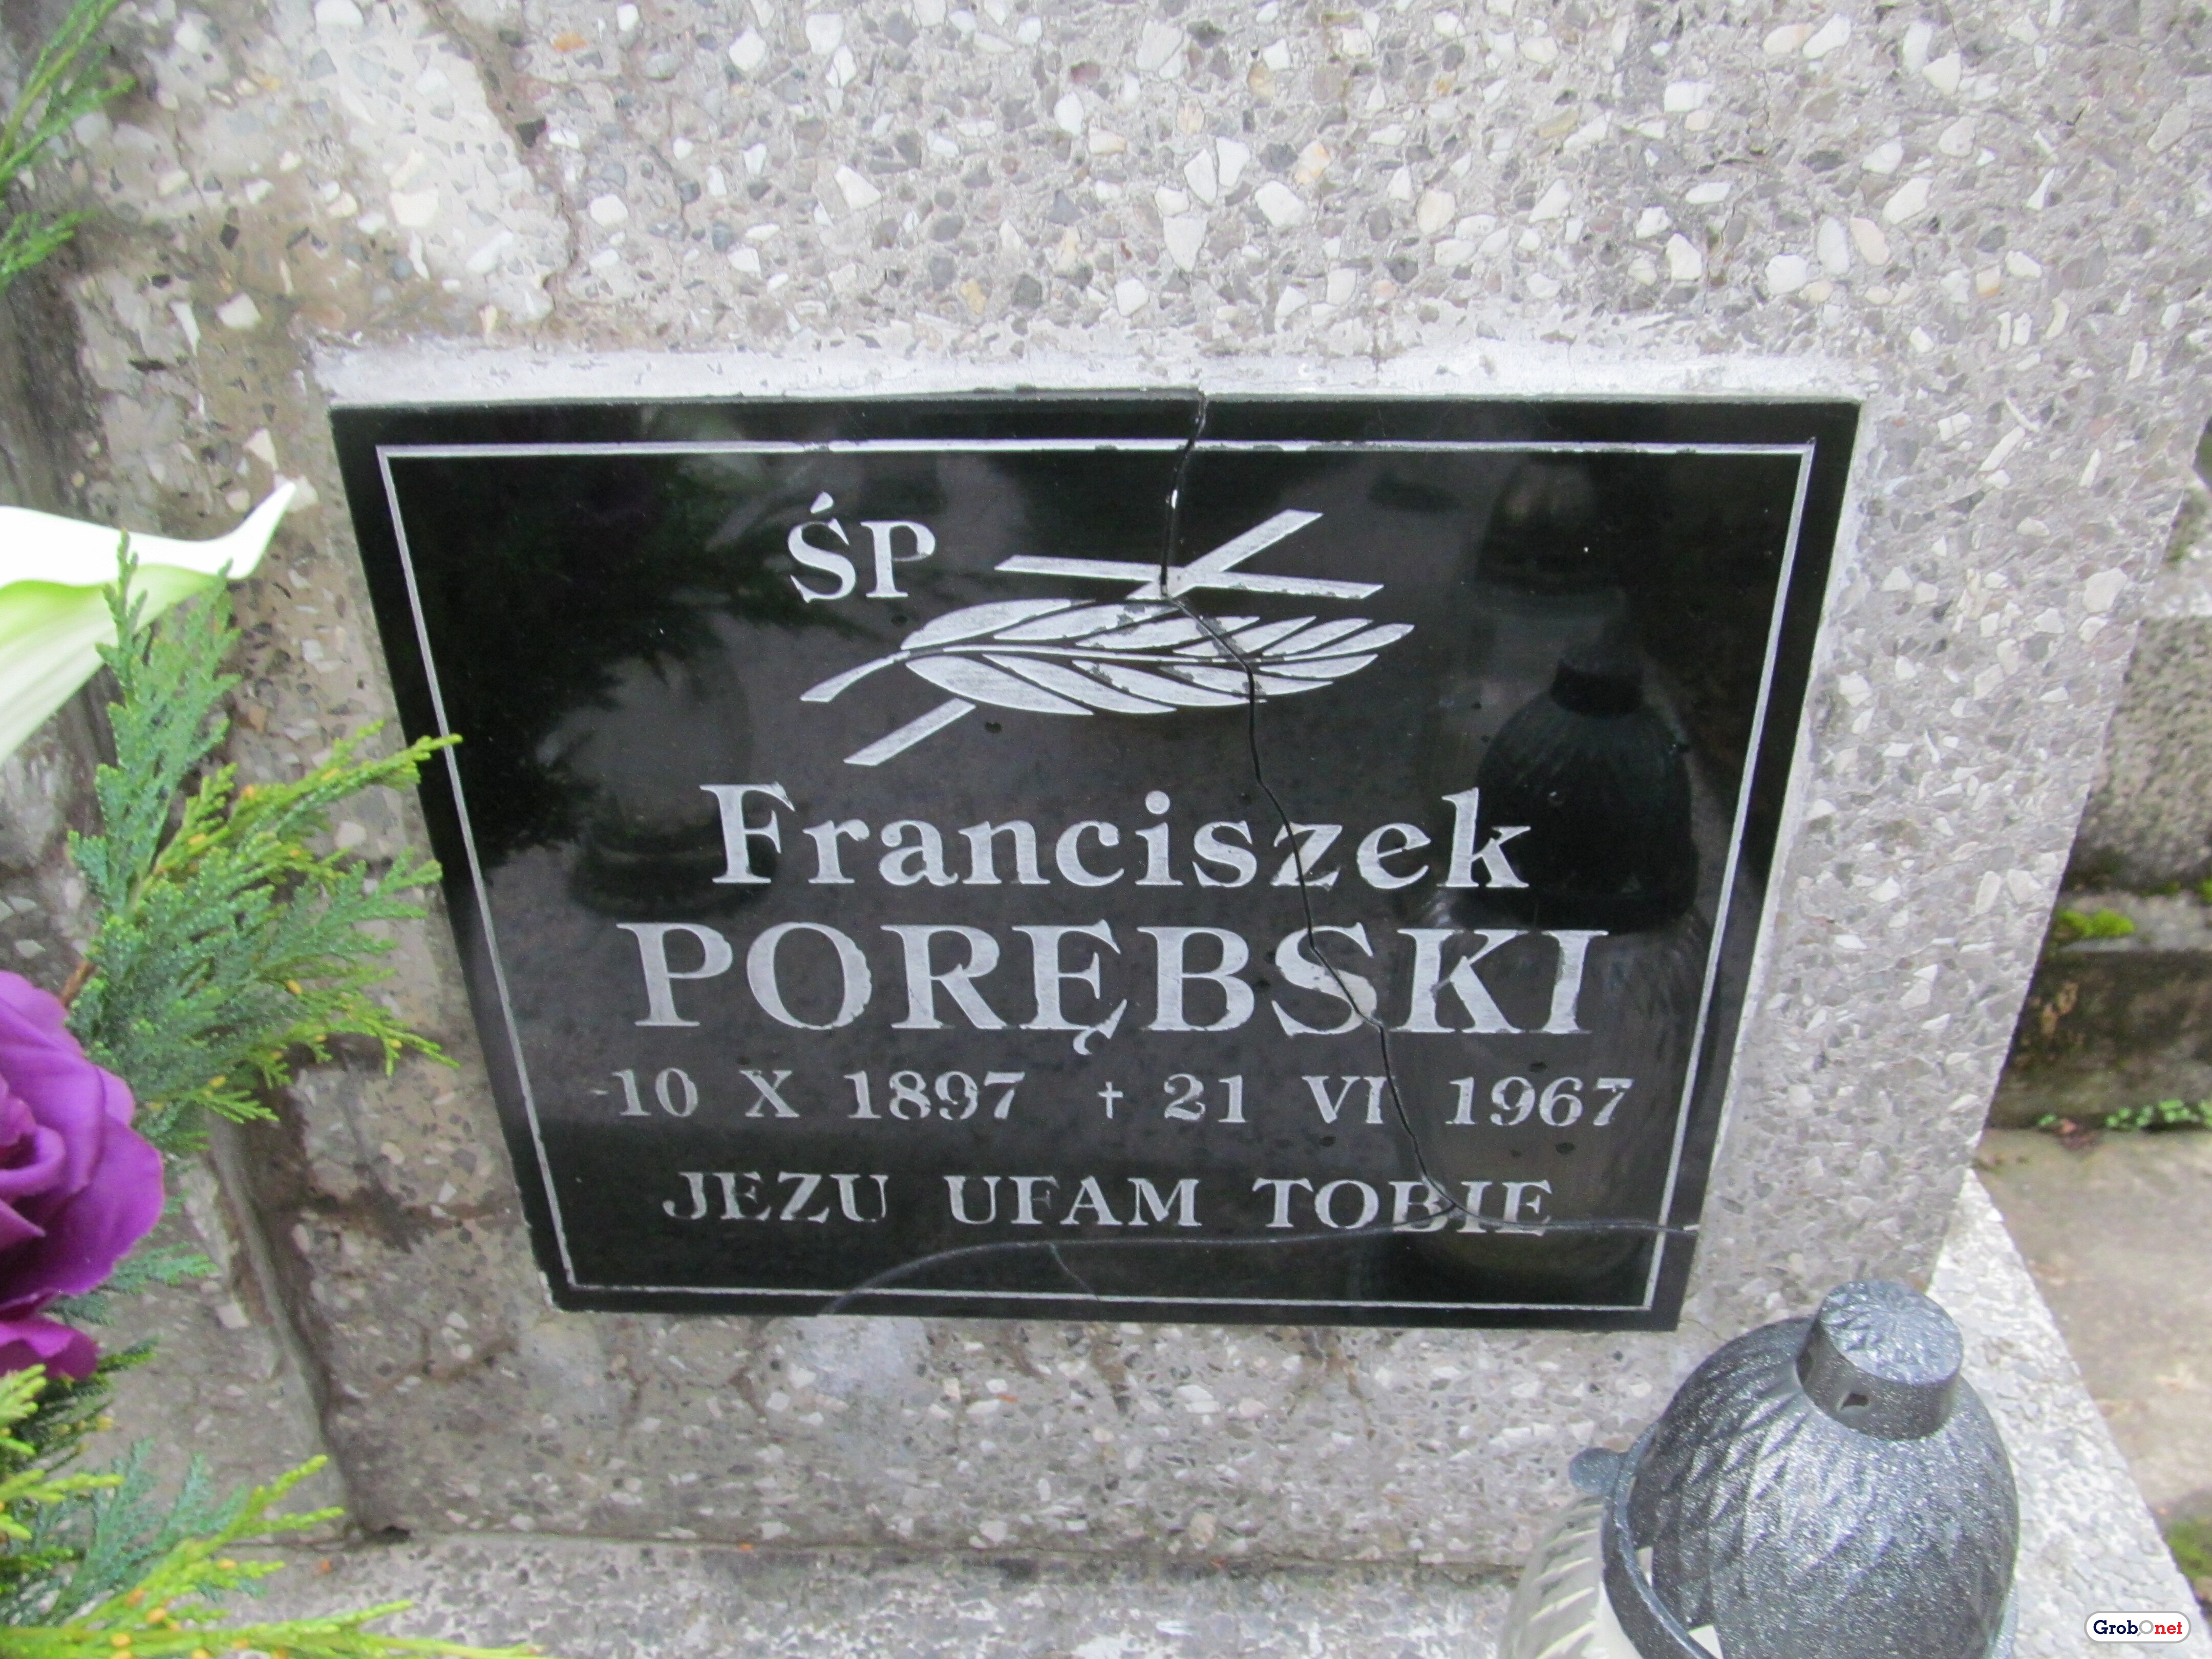 ŚP
Franciszek
PORĘBSKI
10 X 1897 † 21 VI 1967
JEZU UFAM TOBIE
GrobOnet